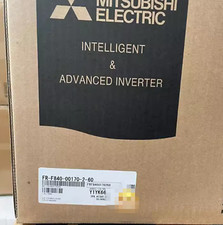 MITSUBISHI
ELECTRIC
INTELLIGENT
&
ADVANCED INVERTER
FR-F840-00170-2-60